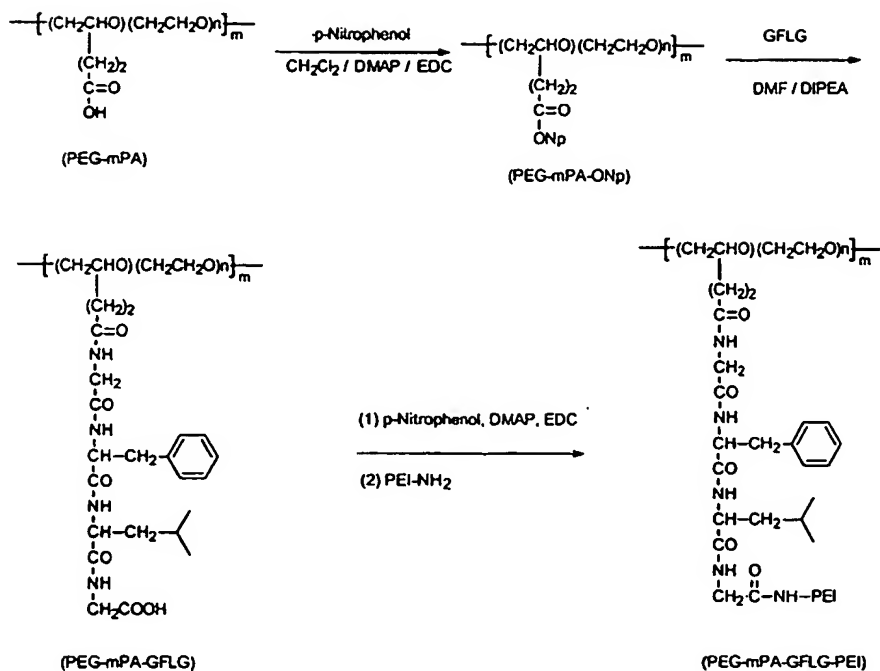 -[(CH2CHO)(CH2CH2O)n]m-
(CH2)2
C=O
OH
(PEG-mPA)
-p-Nitrophenol
CH2Cl2 / DMAP / EDC
-[(CH2CHO)(CH2CH2O)n]m-
(CH2)2
C=O
ONp
(PEG-mPA-ONp)
GFLG
DMF / DIPEA
-[(CH2CHO)(CH2CH2O)n]m-
(CH2)2
C=O
NH
CH2
CO
NH
CH-CH2-
CO
NH
CH-CH2
CO
NH
CH2COOH
(PEG-mPA-GFLG)
(1) p-Nitrophenol, DMAP, EDC
(2) PEI-NH2
-[(CH2CHO)(CH2CH2O)n]m-
(CH2)2
C=O
NH
CH2
CO
NH
CH-CH2-
CO
NH
CH-CH2
CO
NH O
CH2-C-NH-PEI
(PEG-mPA-GFLG-PEI)